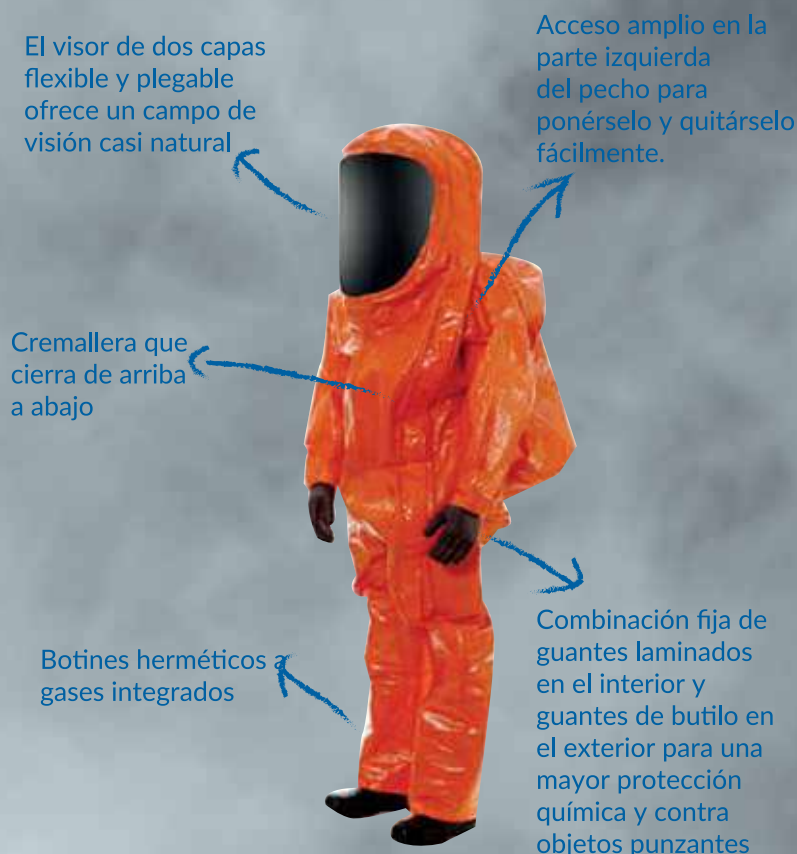 El visor de dos capas
flexible y plegable
ofrece un campo de
visión casi natural
Acceso amplio en la
parte izquierda
del pecho para
ponérselo y quitárselo
fácilmente.
Cremallera que
cierra de arriba
a abajo
Botines herméticos a
gases integrados
Combinación fija de
guantes laminados
en el interior y
guantes de butilo en
el exterior para una
mayor protección
química y contra
objetos punzantes